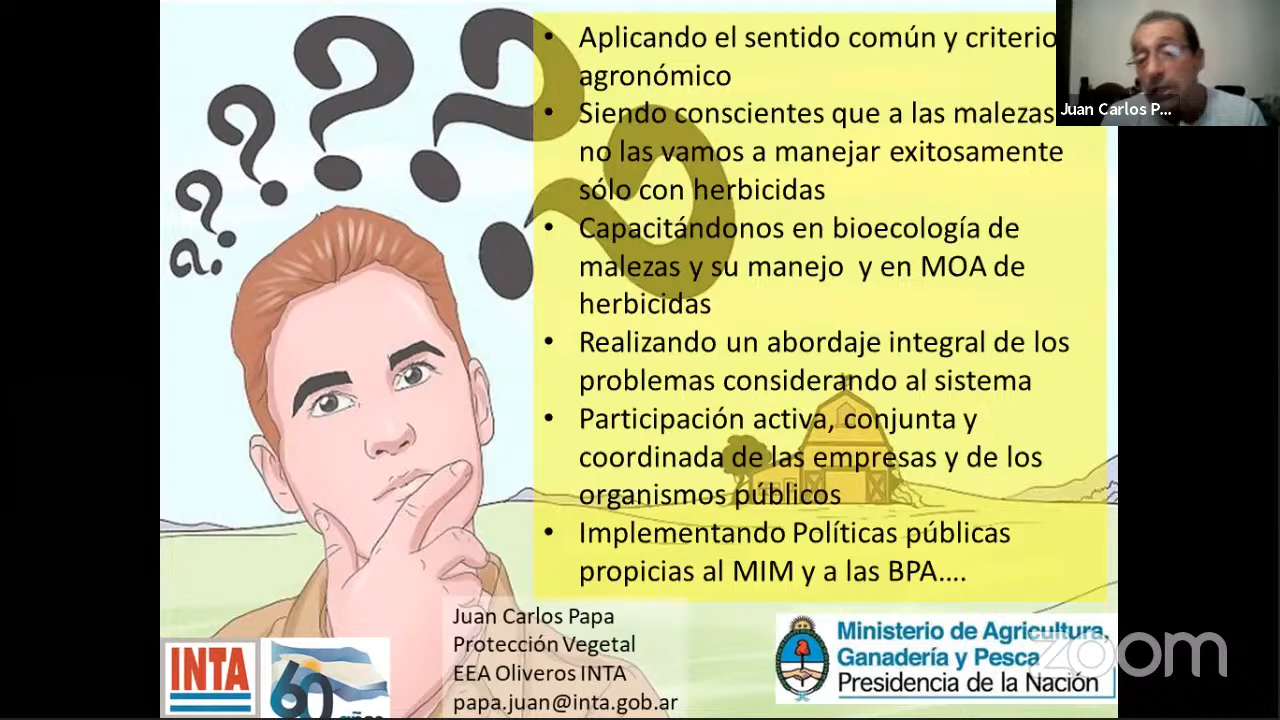 • Aplicando el sentido común y criterio
agronómico
• Siendo conscientes que a las malezas
no las vamos a manejar exitosamente
sólo con herbicidas
• Capacitándonos en bioecología de
malezas y su manejo y en MOA de
herbicidas
• Realizando un abordaje integral de los
problemas considerando al sistema
• Participación activa, conjunta y
coordinada de las empresas y de los
organismos públicos
• Implementando Políticas públicas
propicias al MIM y a las BPA....
Juan Carlos P...
Juan Carlos Papa
Protección Vegetal
EEA Oliveros INTA
papa.juan@inta.gob.ar
INTA
60
años
Ministerio de Agricultura,
Ganadería y Pesca
Presidencia de la Nación
zoom